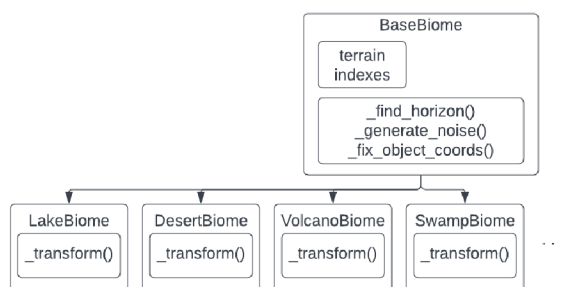 BaseBiome
terrain
indexes
_find_horizon()
_generate_noise()
_fix_object_coords()
LakeBiome
_transform()
DesertBiome
_transform()
VolcanoBiome
_transform()
SwampBiome
_transform()
. .